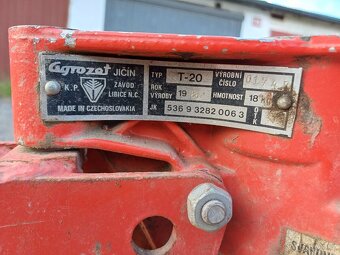 Agrozet JIČÍN
K.P. ZÁVOD
LIBICE N.C.
MADE IN CZECHOSLOVAKIA
TYP T-20 VÝROBNÍ ČÍSLO
ROK VÝROBY 19 HMOTNOST 18
JK 536 9 3282 006 3 OTK